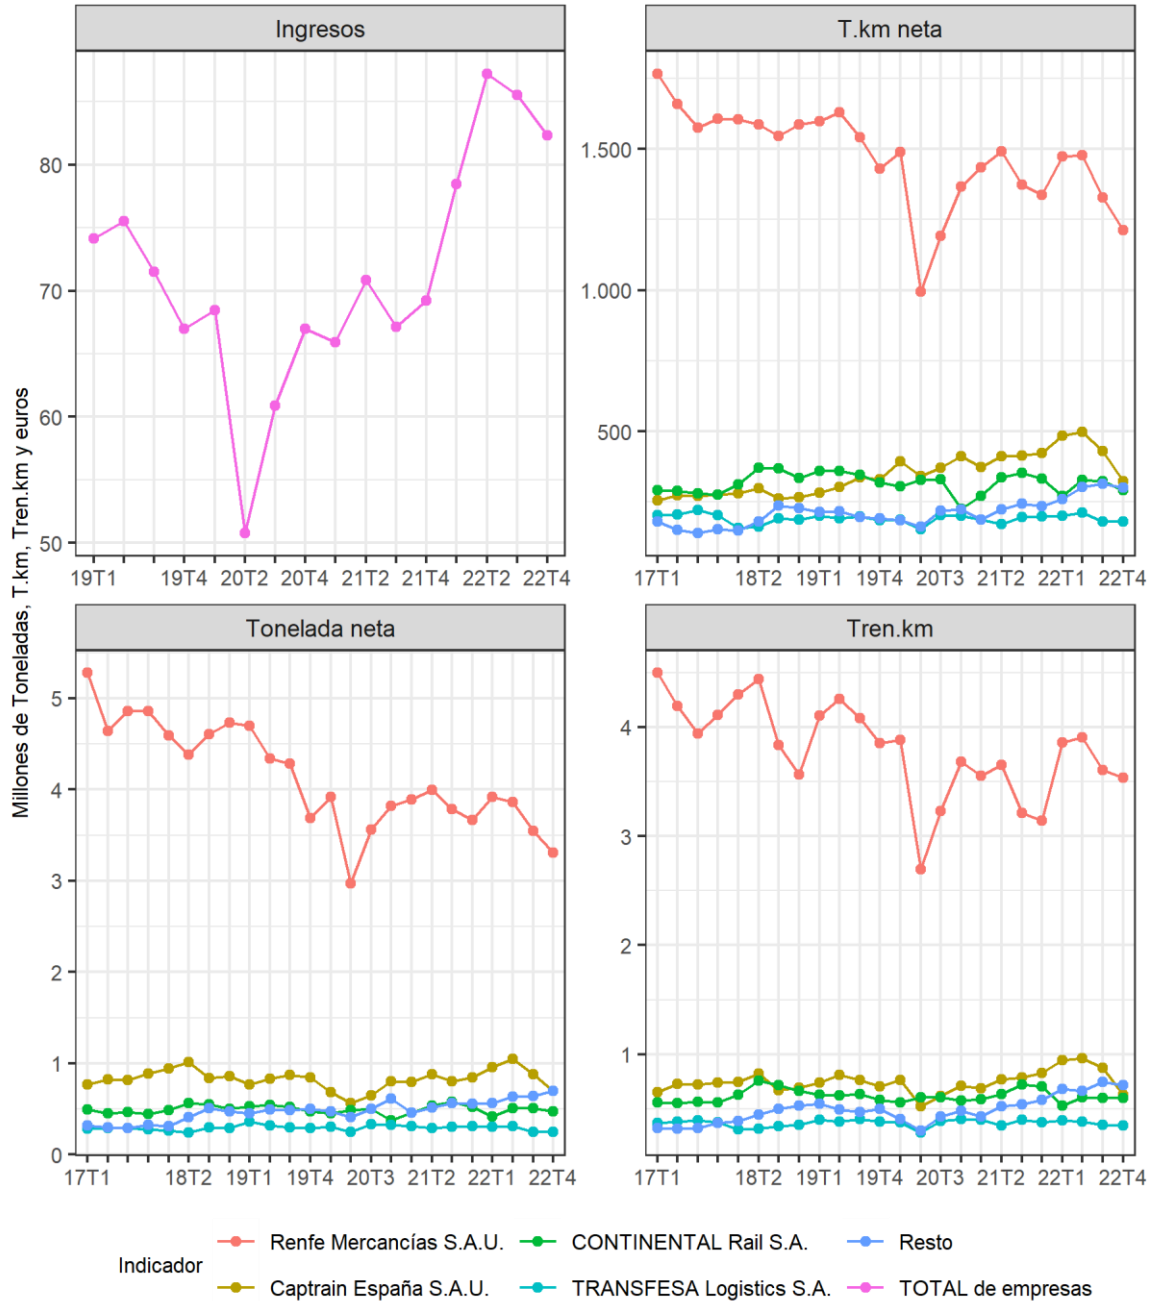 Ingresos
T.km neta
80
70
60
50
1.500
1.000
500
19T1 19T4 20T2 20T4 21T2 21T4 22T2 22T4
17T1 18T2 19T1 19T4 20T3 21T2 22T1 22T4
Millones de Toneladas, T.km, Tren.km y euros
Tonelada neta
Tren.km
5
4
3
2
1
0
4
3
2
1
17T1 18T2 19T1 19T4 20T3 21T2 22T1 22T4
17T1 18T2 19T1 19T4 20T3 21T2 22T1 22T4
Indicador
Renfe Mercancías S.A.U. CONTINENTAL Rail S.A. Resto
Captrain España S.A.U. TRANSFESA Logistics S.A. TOTAL de empresas